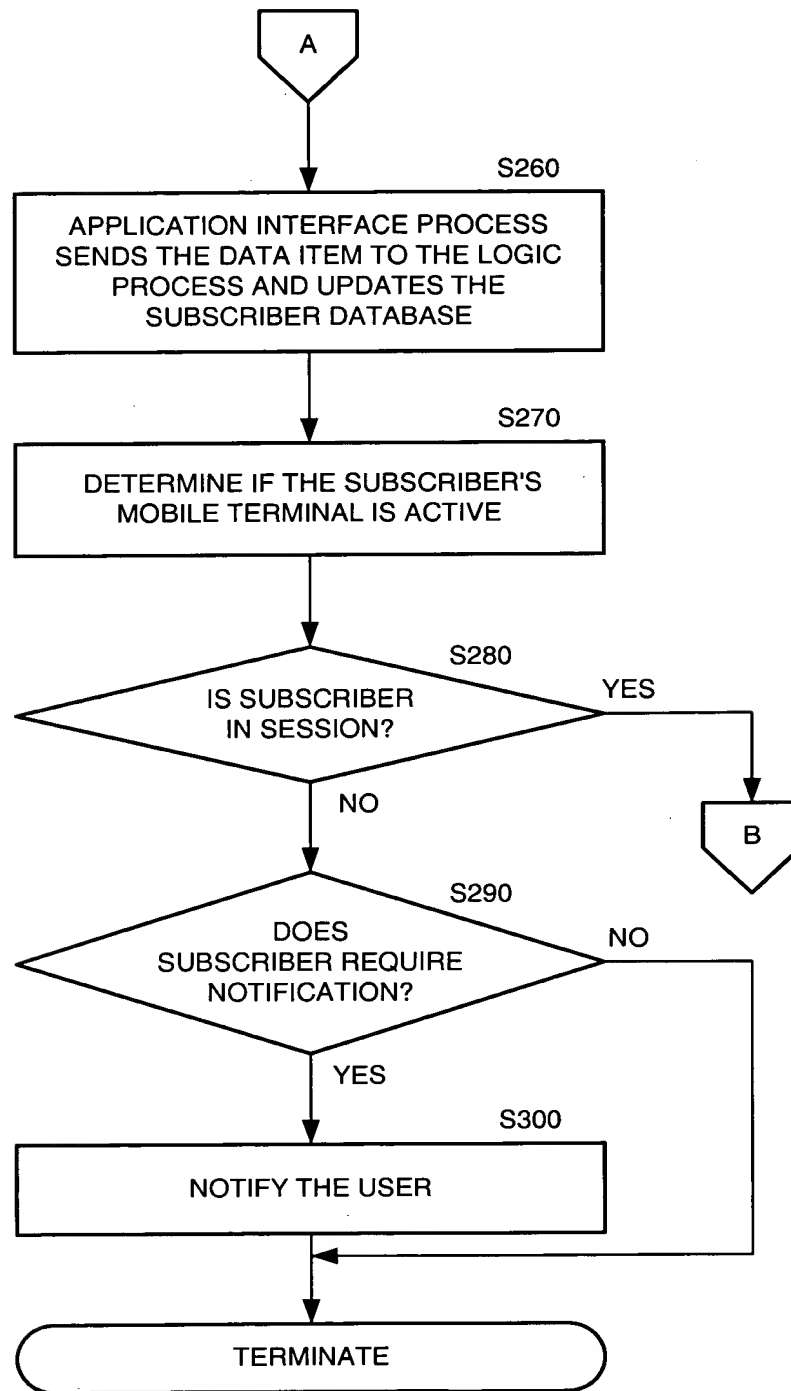 A
S260
APPLICATION INTERFACE PROCESS
SENDS THE DATA ITEM TO THE LOGIC
PROCESS AND UPDATES THE
SUBSCRIBER DATABASE
S270
DETERMINE IF THE SUBSCRIBER'S
MOBILE TERMINAL IS ACTIVE
S280
IS SUBSCRIBER
IN SESSION?
YES
NO
B
S290
DOES
SUBSCRIBER REQUIRE
NOTIFICATION?
NO
YES
S300
NOTIFY THE USER
TERMINATE